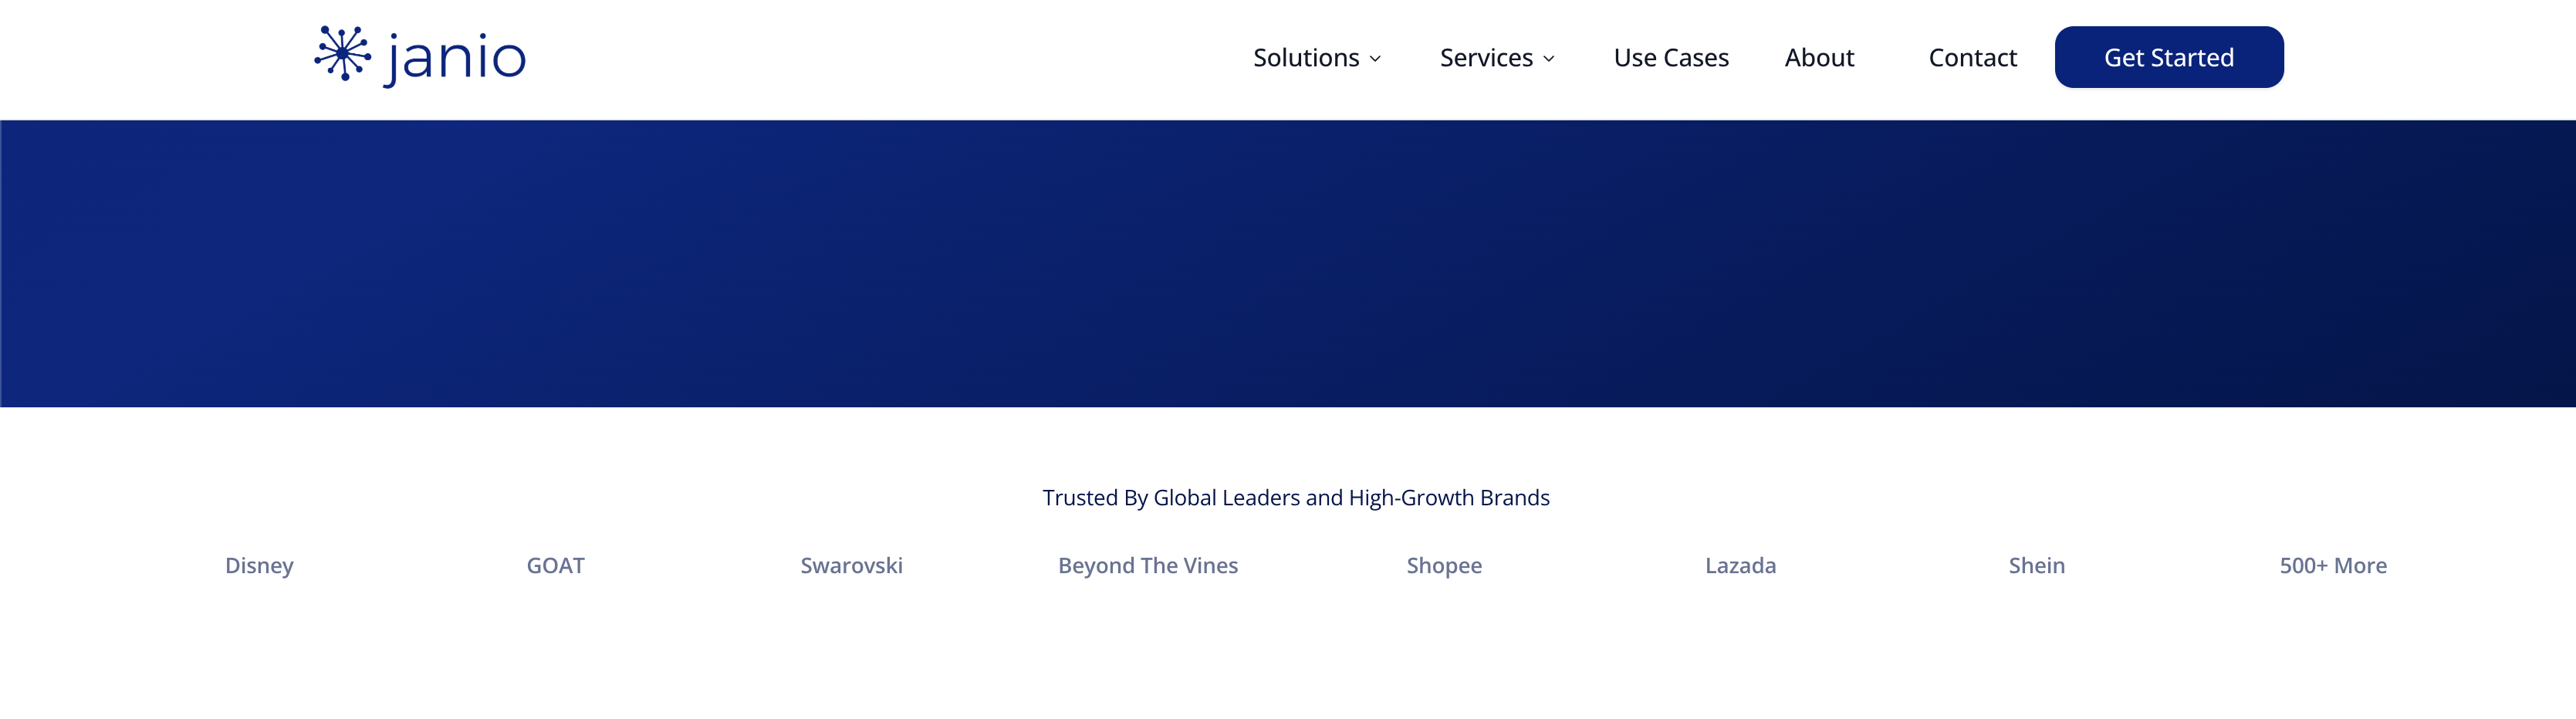 janio
Solutions Services Use Cases About Contact Get Started
Trusted By Global Leaders and High-Growth Brands
Disney GOAT Swarovski Beyond The Vines Shopee Lazada Shein 500+ More